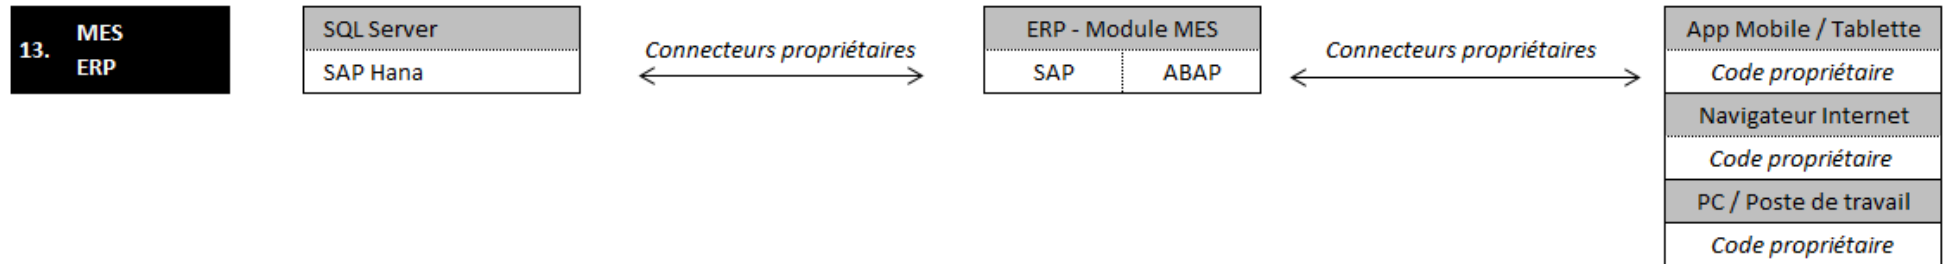 13. MES
ERP
SQL Server
SAP Hana
Connecteurs propriétaires
ERP - Module MES
SAP ABAP
Connecteurs propriétaires
App Mobile / Tablette
Code propriétaire
Navigateur Internet
Code propriétaire
PC / Poste de travail
Code propriétaire